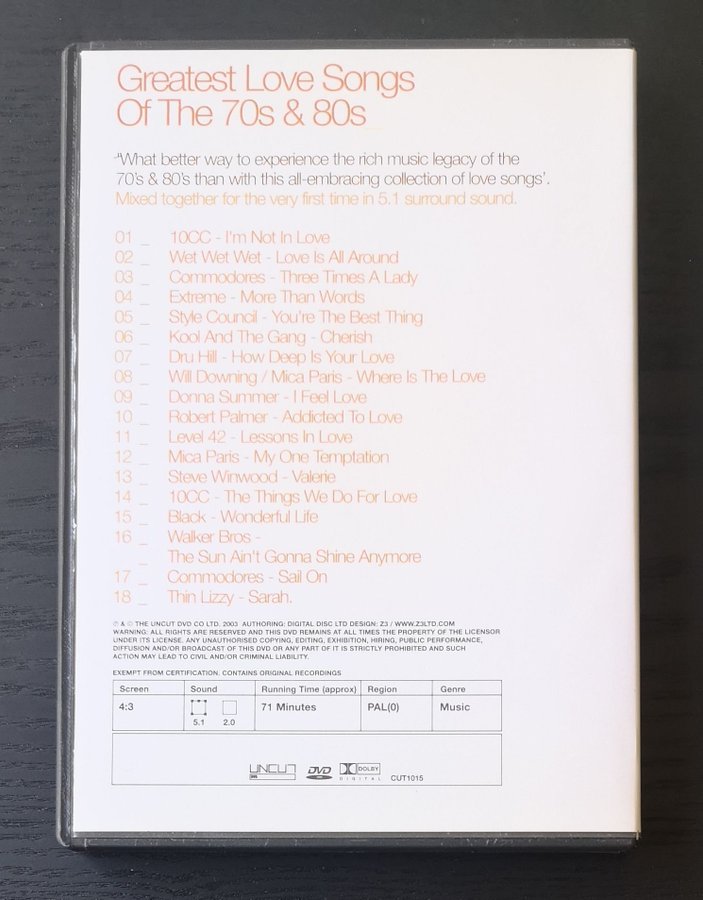 Greatest Love Songs
Of The 70s & 80s_
"What better way to experience the rich music legacy of the
70's & 80's than with this all-embracing collection of love songs'.
Mixed together for the very first time in 5.1 surround sound.
01 _ 10CC - I'm Not In Love
02 _ Wet Wet Wet - Love Is All Around
03 _ Commodores - Three Times A Lady
04 _ Extreme - More Than Words
05 _ Style Council - You're The Best Thing
06 _ Kool And The Gang - Cherish
07 _ Dru Hill - How Deep Is Your Love
08 _ Will Downing / Mica Paris - Where Is The Love
09 _ Donna Summer - I Feel Love
10 _ Robert Palmer - Addicted To Love
11 _ Level 42 - Lessons In Love
12 _ Mica Paris - My One Temptation
13 _ Steve Winwood - Valerie
14 _ 10CC - The Things We Do For Love
15 _ Black - Wonderful Life
16 _ Walker Bros -
_ The Sun Ain't Gonna Shine Anymore
17 _ Commodores - Sail On
18 _ Thin Lizzy - Sarah.
℗ & © THE UNCUT DVD CO LTD. 2003 AUTHORING: DIGITAL DISC LTD DESIGN: Z3 / WWW.Z3LTD.COM
WARNING: ALL RIGHTS ARE RESERVED AND THIS DVD REMAINS AT ALL TIMES THE PROPERTY OF THE LICENSOR
UNDER ITS LICENSE. ANY UNAUTHORISED COPYING, EDITING, EXHIBITION, HIRING, PUBLIC PERFORMANCE,
DIFFUSION AND/OR BROADCAST OF THIS DVD OR ANY PART OF IT IS STRICTLY PROHIBITED AND SUCH
ACTION MAY LEAD TO CIVIL AND/OR CRIMINAL LIABILITY.
EXEMPT FROM CERTIFICATION. CONTAINS ORIGINAL RECORDINGS
Screen Sound Running Time (approx) Region Genre
4:3 71 Minutes PAL(0) Music
5.1 2.0
UNCUT DVD DOLBY
DIGITAL CUT1015